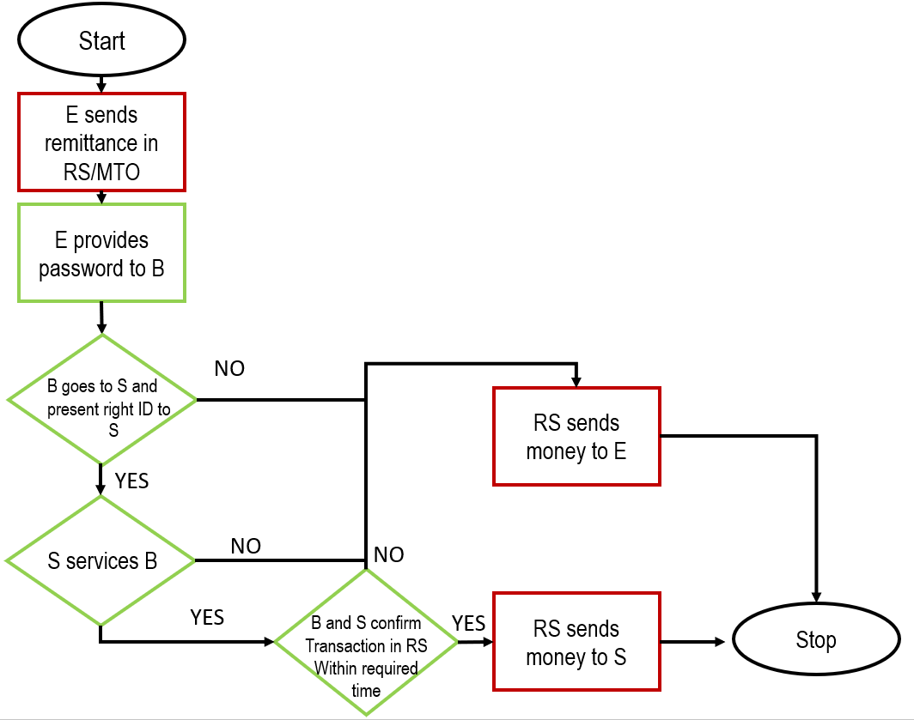 Start
E sends
remittance in
RS/MTO
E provides
password to B
B goes to S and
present right ID to
S
NO
YES
S services B
NO
YES
NO
B and S confirm
Transaction in RS
Within required
time
YES
RS sends
money to E
RS sends
money to S
Stop